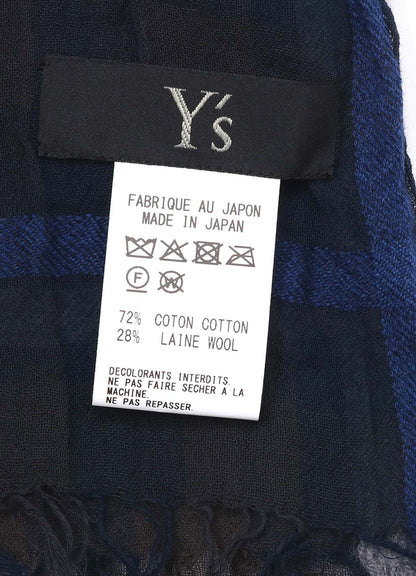 Y's
FABRIQUE AU JAPON
MADE IN JAPAN
F W
72% COTON COTTON
28% LAINE WOOL
DECOLORANTS INTERDITS.
NE PAS FAIRE SECHER A LA
MACHINE.
NE PAS REPASSER.